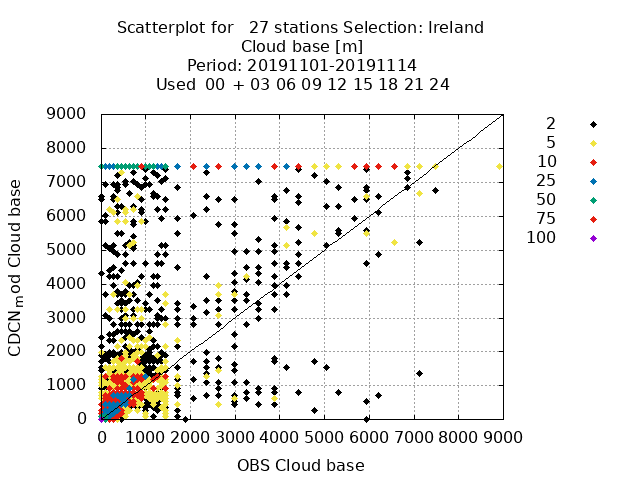 Scatterplot for 27 stations Selection: Ireland
Cloud base [m]
Period: 20191101-20191114
Used 00 + 03 06 09 12 15 18 21 24
9000
8000
7000
6000
5000
4000
3000
2000
1000
0
CDCNmod Cloud base
0 1000 2000 3000 4000 5000 6000 7000 8000 9000
OBS Cloud base
2
5
10
25
50
75
100